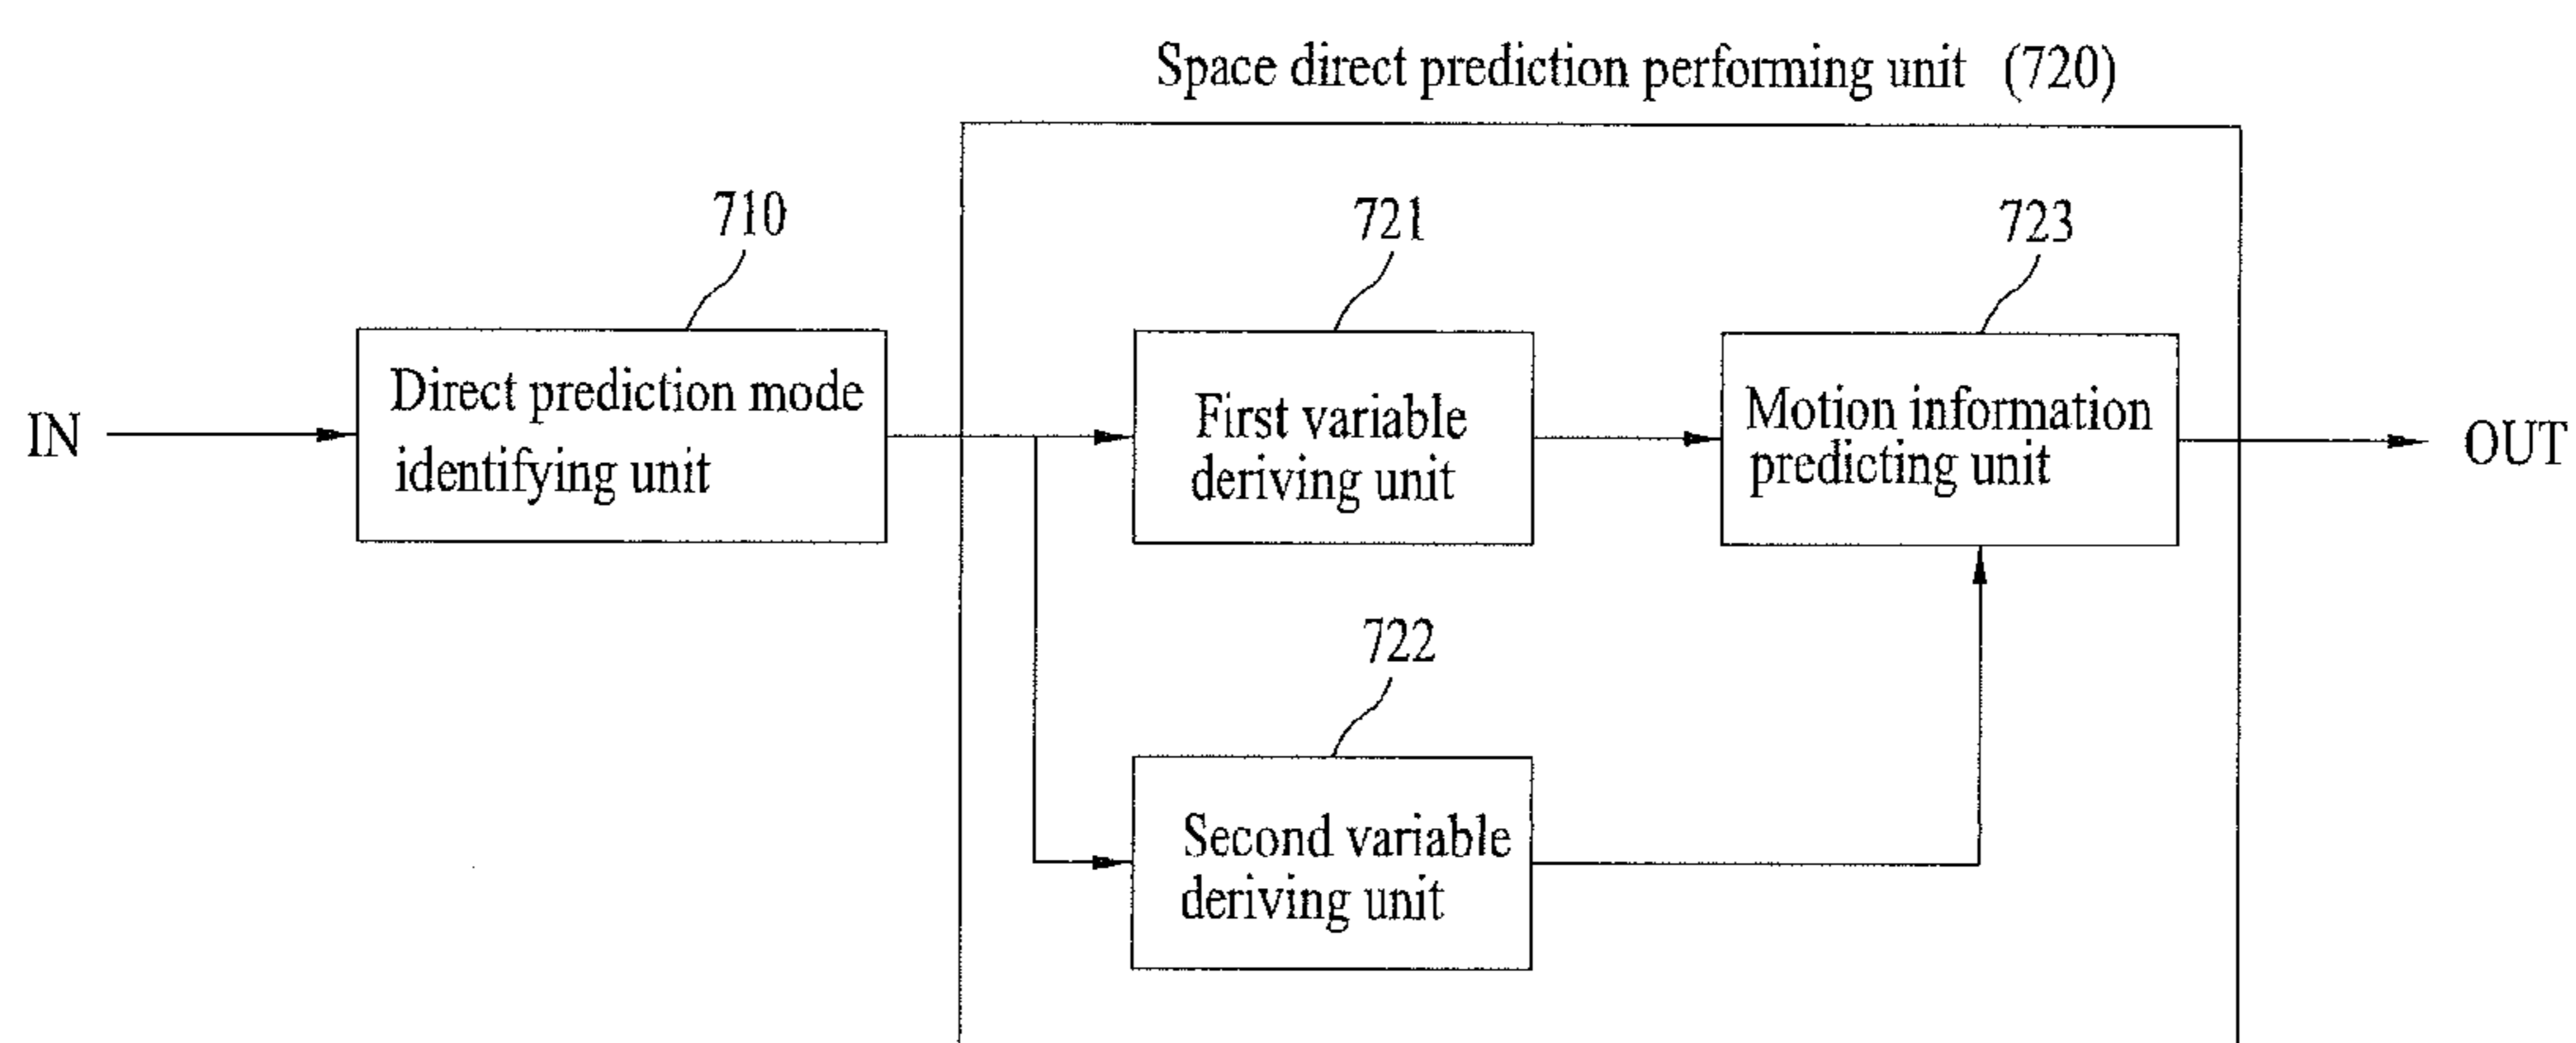 Space direct prediction performing unit (720)
710
721
723
IN
Direct prediction mode
identifying unit
First variable
deriving unit
Motion information
predicting unit
OUT
722
Second variable
deriving unit